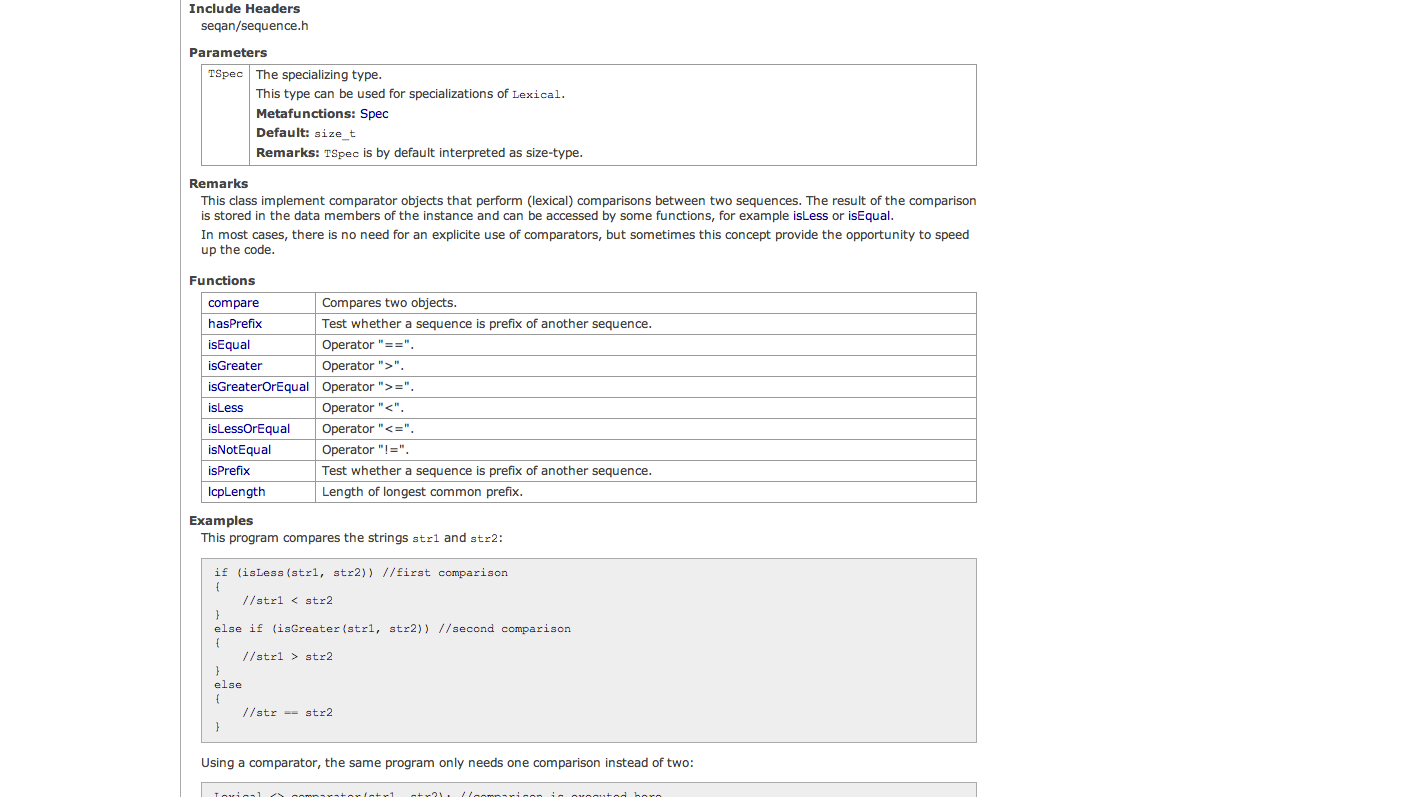 Include Headers
seqan/sequence.h
Parameters
TSpec The specializing type.
This type can be used for specializations of Lexical.
Metafunctions: Spec
Default: size_t
Remarks: TSpec is by default interpreted as size-type.
Remarks
This class implement comparator objects that perform (lexical) comparisons between two sequences. The result of the comparison
is stored in the data members of the instance and can be accessed by some functions, for example isLess or isEqual.
In most cases, there is no need for an explicite use of comparators, but sometimes this concept provide the opportunity to speed
up the code.
Functions
compare Compares two objects.
hasPrefix Test whether a sequence is prefix of another sequence.
isEqual Operator "==".
isGreater Operator ">".
isGreaterOrEqual Operator ">=".
isLess Operator "<".
isLessOrEqual Operator "<=".
isNotEqual Operator "!=".
isPrefix Test whether a sequence is prefix of another sequence.
lcpLength Length of longest common prefix.
Examples
This program compares the strings str1 and str2:
if (isLess(str1, str2)) //first comparison
{
//str1 < str2
}
else if (isGreater(str1, str2)) //second comparison
{
//str1 > str2
}
else
{
//str == str2
}
Using a comparator, the same program only needs one comparison instead of two:
Lexical <> comparator(str1, str2); //comparison is executed here